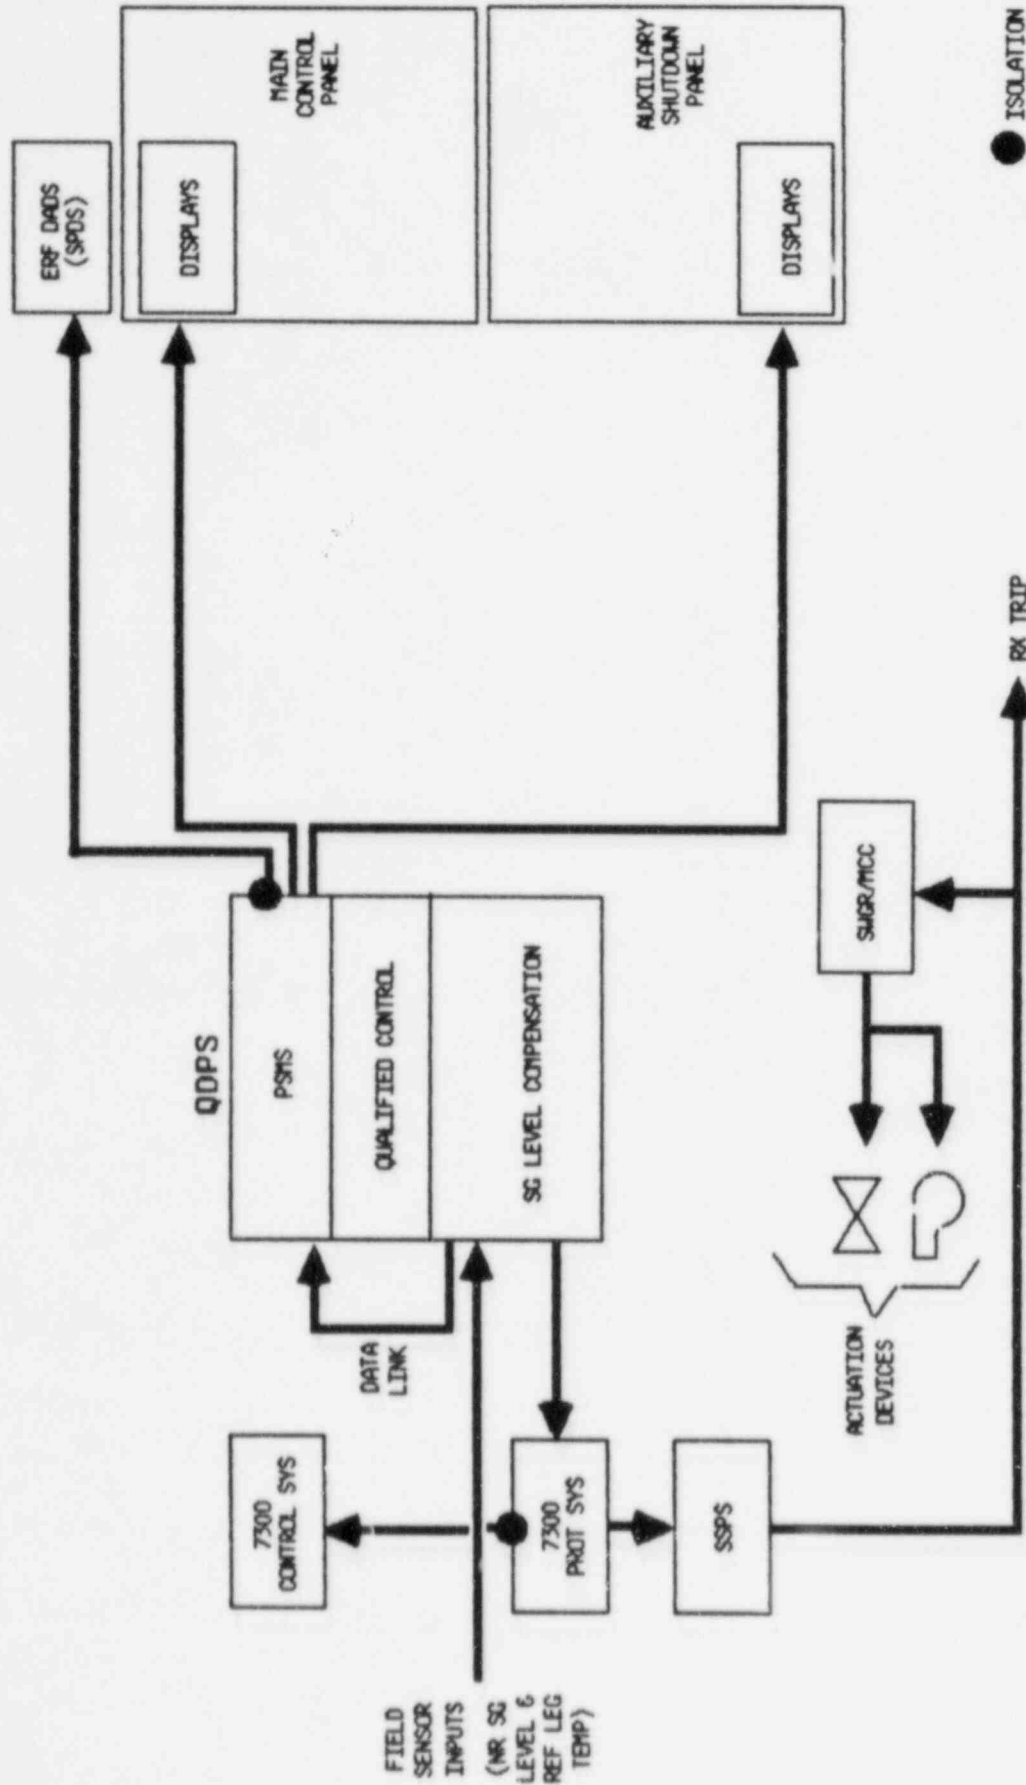 QDPS
PSMS
QUALIFIED CONTROL
SG LEVEL COMPENSATION
ERF DADS
(SPDS)
DISPLAYS
MAIN
CONTROL
PANEL
AUXILIARY
SHUTDOWN
PANEL
DISPLAYS
7300
CONTROL SYS
DATA
LINK
FIELD
SENSOR
INPUTS
(NR SG
LEVEL &
REF LEG
TEMP)
7300
PROT SYS
SSPS
ACTUATION
DEVICES
SWGR/MCC
RX TRIP
ISOLATION